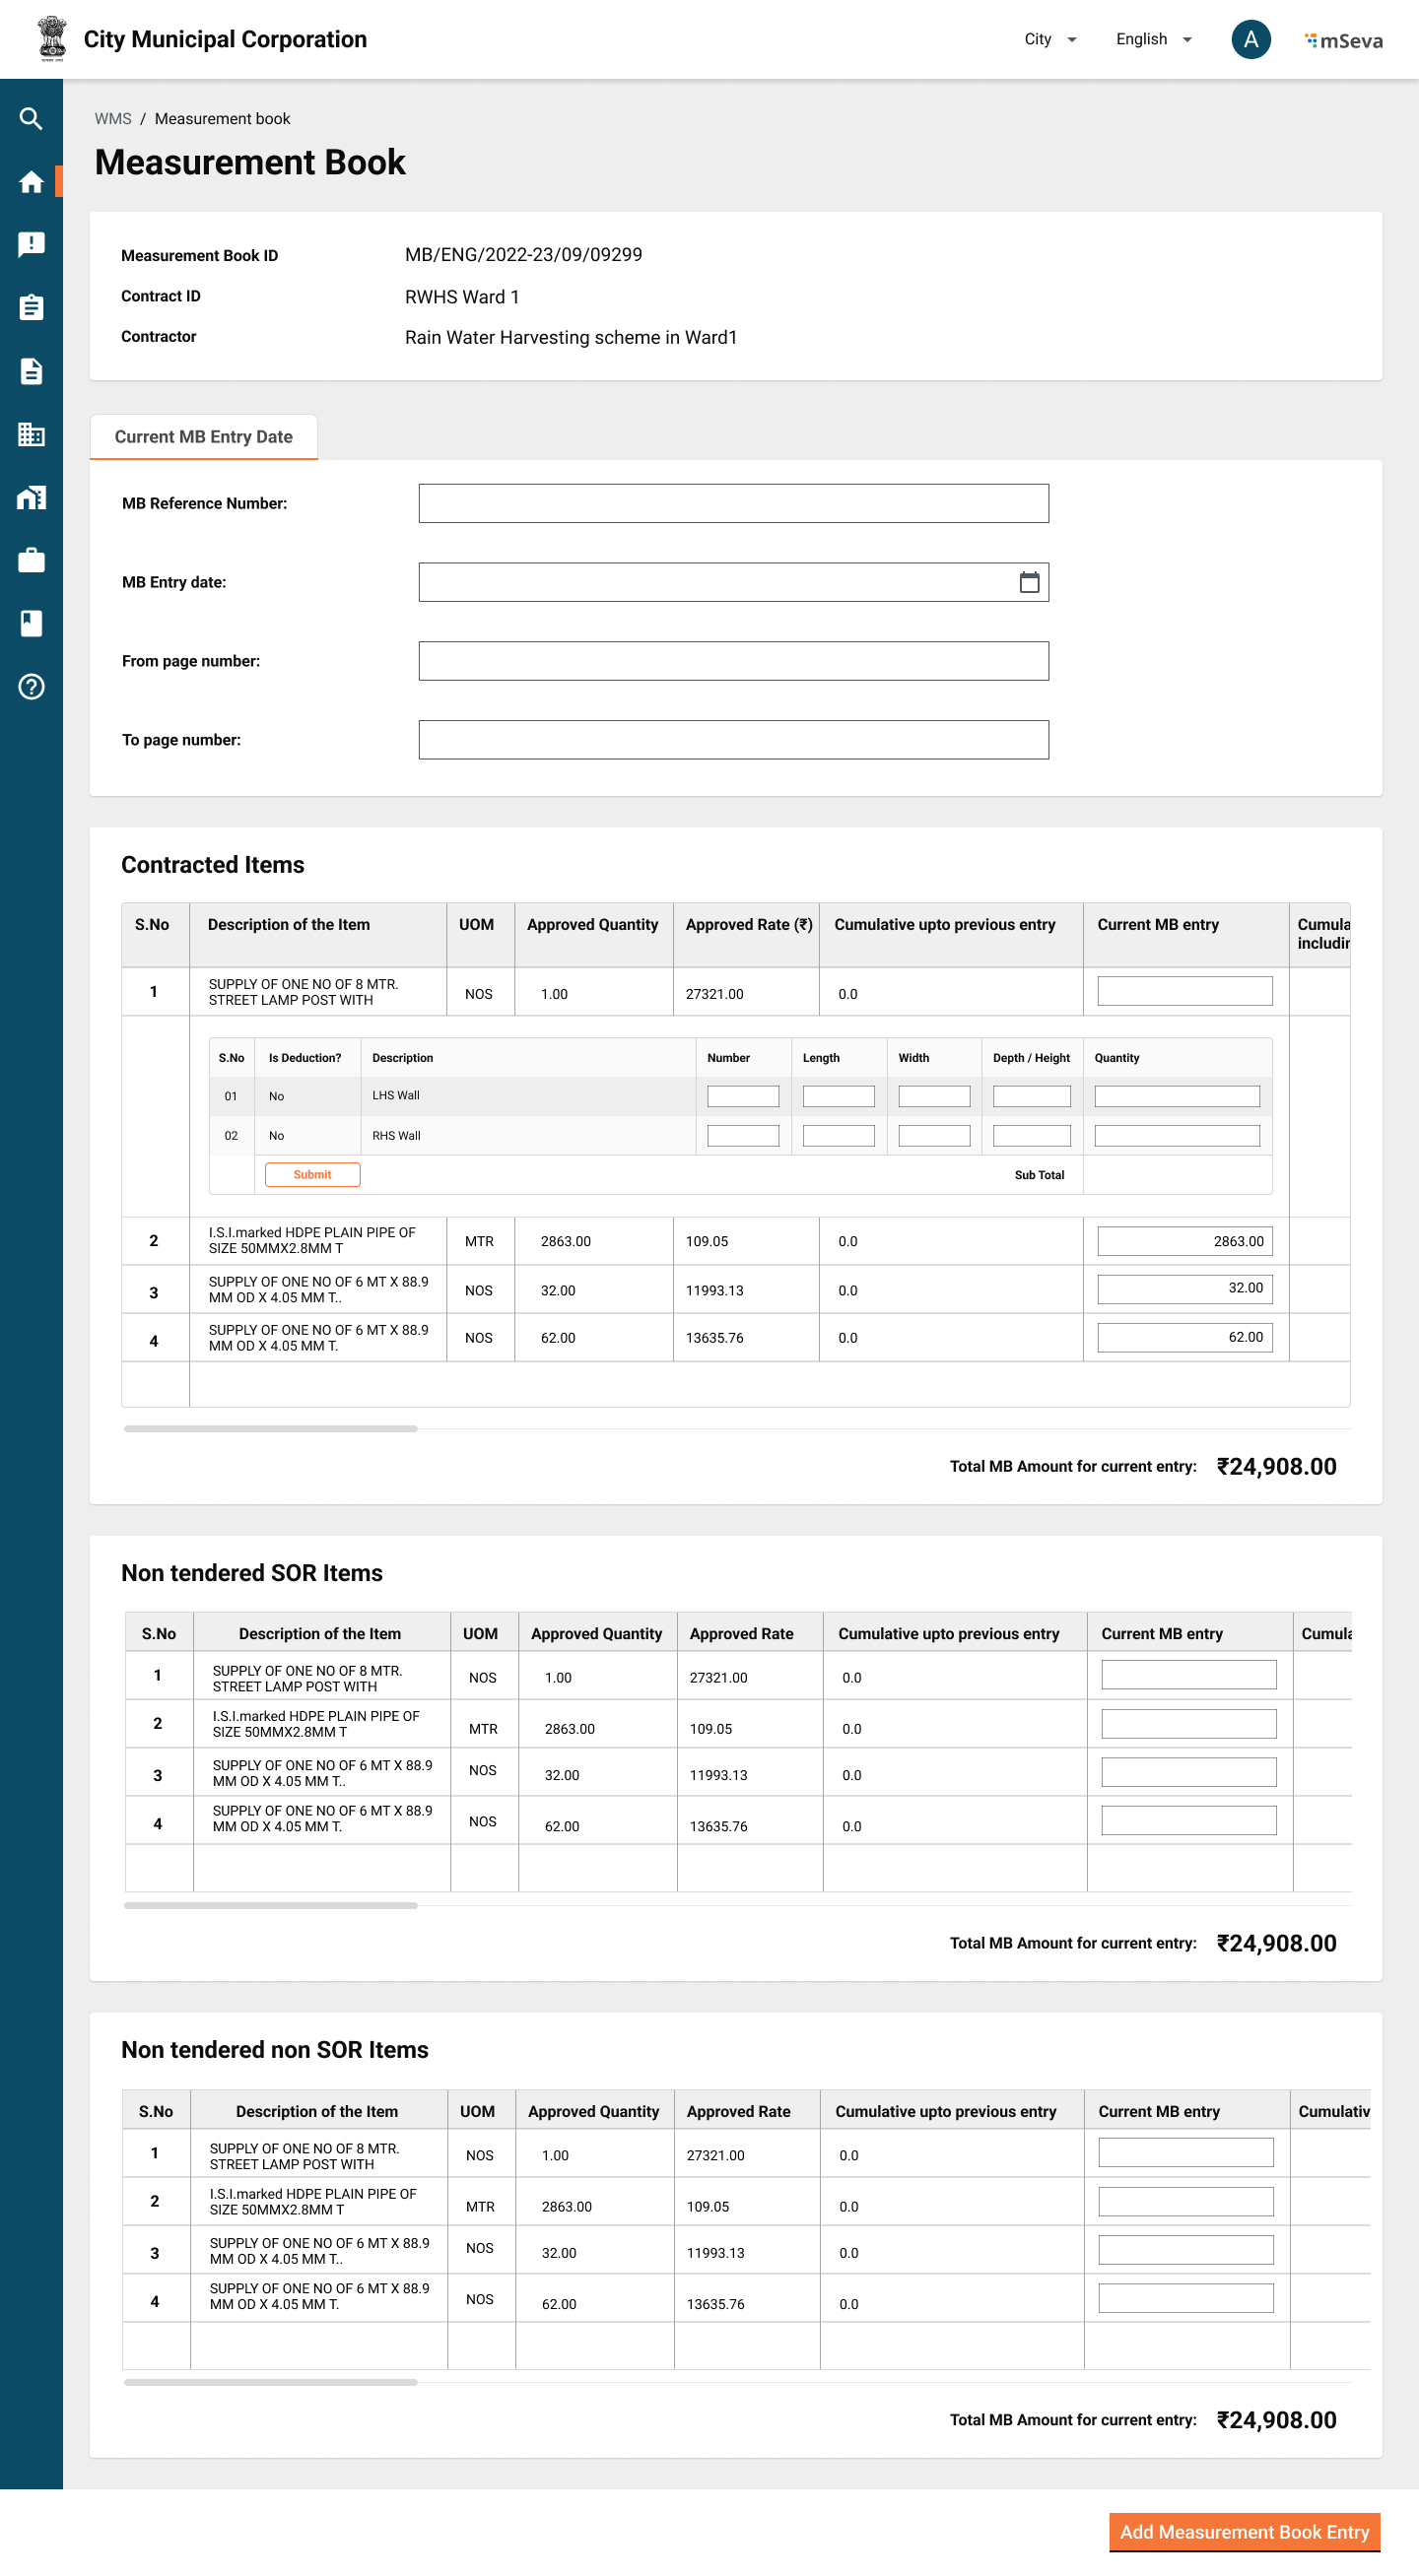 City Municipal Corporation
City
English
A
mSeva
WMS / Measurement book
Measurement Book
Measurement Book ID MB/ENG/2022-23/09/09299
Contract ID RWHS Ward 1
Contractor Rain Water Harvesting scheme in Ward1
Current MB Entry Date
MB Reference Number:
MB Entry date:
From page number:
To page number:
Contracted Items
S.No Description of the Item UOM Approved Quantity Approved Rate (₹) Cumulative upto previous entry Current MB entry Cumula
includin
1 SUPPLY OF ONE NO OF 8 MTR.
STREET LAMP POST WITH NOS 1.00 27321.00 0.0
S.No Is Deduction? Description Number Length Width Depth / Height Quantity
01 No LHS Wall
02 No RHS Wall
Submit Sub Total
2 I.S.I.marked HDPE PLAIN PIPE OF
SIZE 50MMX2.8MM T MTR 2863.00 109.05 0.0 2863.00
3 SUPPLY OF ONE NO OF 6 MT X 88.9
MM OD X 4.05 MM T.. NOS 32.00 11993.13 0.0 32.00
4 SUPPLY OF ONE NO OF 6 MT X 88.9
MM OD X 4.05 MM T. NOS 62.00 13635.76 0.0 62.00
Total MB Amount for current entry: ₹24,908.00
Non tendered SOR Items
S.No Description of the Item UOM Approved Quantity Approved Rate Cumulative upto previous entry Current MB entry Cumula
1 SUPPLY OF ONE NO OF 8 MTR.
STREET LAMP POST WITH NOS 1.00 27321.00 0.0
2 I.S.I.marked HDPE PLAIN PIPE OF
SIZE 50MMX2.8MM T MTR 2863.00 109.05 0.0
3 SUPPLY OF ONE NO OF 6 MT X 88.9
MM OD X 4.05 MM T.. NOS 32.00 11993.13 0.0
4 SUPPLY OF ONE NO OF 6 MT X 88.9
MM OD X 4.05 MM T. NOS 62.00 13635.76 0.0
Total MB Amount for current entry: ₹24,908.00
Non tendered non SOR Items
S.No Description of the Item UOM Approved Quantity Approved Rate Cumulative upto previous entry Current MB entry Cumulativ
1 SUPPLY OF ONE NO OF 8 MTR.
STREET LAMP POST WITH NOS 1.00 27321.00 0.0
2 I.S.I.marked HDPE PLAIN PIPE OF
SIZE 50MMX2.8MM T MTR 2863.00 109.05 0.0
3 SUPPLY OF ONE NO OF 6 MT X 88.9
MM OD X 4.05 MM T.. NOS 32.00 11993.13 0.0
4 SUPPLY OF ONE NO OF 6 MT X 88.9
MM OD X 4.05 MM T. NOS 62.00 13635.76 0.0
Total MB Amount for current entry: ₹24,908.00
Add Measurement Book Entry